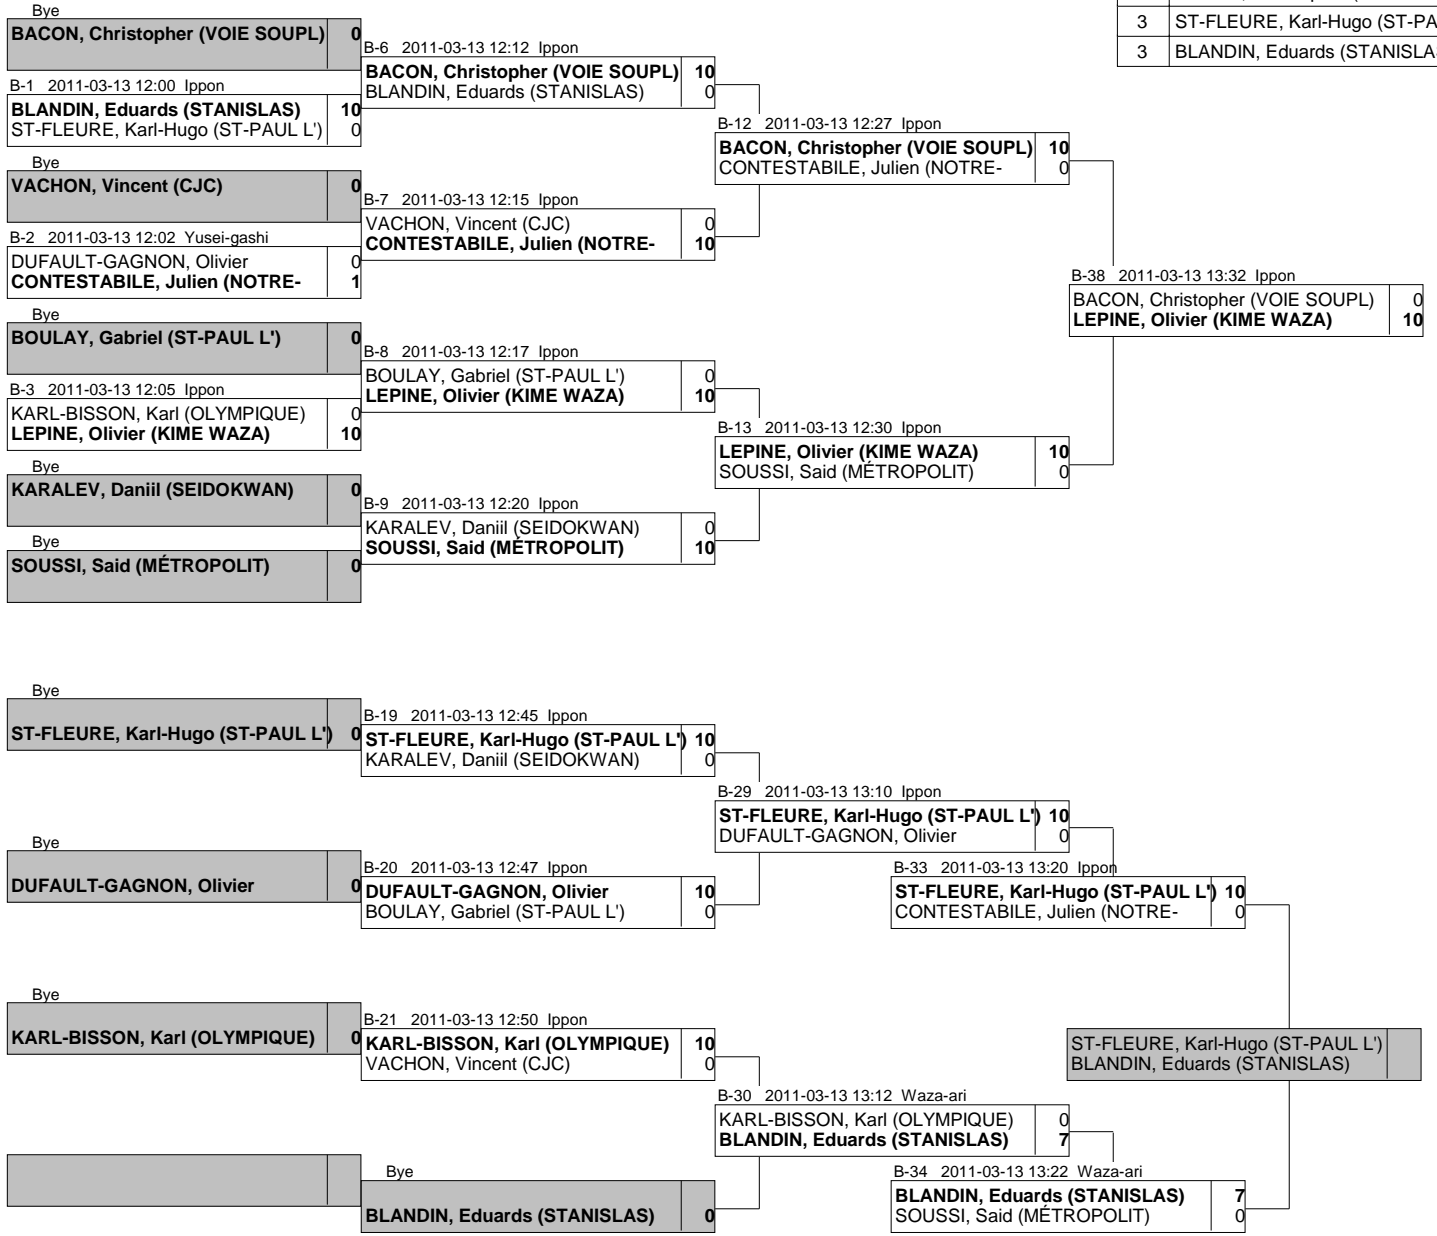 Bye
BACON, Christopher (VOIE SOUPL) 0
B-1 2011-03-13 12:00 Ippon
BLANDIN, Eduards (STANISLAS) 10
ST-FLEURE, Karl-Hugo (ST-PAUL L') 0
Bye
VACHON, Vincent (CJC) 0
B-2 2011-03-13 12:02 Yusei-gashi
DUFAULT-GAGNON, Olivier 0
CONTESTABILE, Julien (NOTRE- 1
Bye
BOULAY, Gabriel (ST-PAUL L') 0
B-3 2011-03-13 12:05 Ippon
KARL-BISSON, Karl (OLYMPIQUE) 0
LEPINE, Olivier (KIME WAZA) 10
Bye
KARALEV, Daniil (SEIDOKWAN) 0
Bye
SOUSSI, Said (MÉTROPOLIT) 0
B-6 2011-03-13 12:12 Ippon
BACON, Christopher (VOIE SOUPL) 10
BLANDIN, Eduards (STANISLAS) 0
B-7 2011-03-13 12:15 Ippon
VACHON, Vincent (CJC) 0
CONTESTABILE, Julien (NOTRE- 10
B-8 2011-03-13 12:17 Ippon
BOULAY, Gabriel (ST-PAUL L') 0
LEPINE, Olivier (KIME WAZA) 10
B-9 2011-03-13 12:20 Ippon
KARALEV, Daniil (SEIDOKWAN) 0
SOUSSI, Said (MÉTROPOLIT) 10
B-12 2011-03-13 12:27 Ippon
BACON, Christopher (VOIE SOUPL) 10
CONTESTABILE, Julien (NOTRE- 0
B-13 2011-03-13 12:30 Ippon
LEPINE, Olivier (KIME WAZA) 10
SOUSSI, Said (MÉTROPOLIT) 0
3 ST-FLEURE, Karl-Hugo (ST-PA
3 BLANDIN, Eduards (STANISLA
B-38 2011-03-13 13:32 Ippon
BACON, Christopher (VOIE SOUPL) 0
LEPINE, Olivier (KIME WAZA) 10
Bye
ST-FLEURE, Karl-Hugo (ST-PAUL L') 0
Bye
DUFAULT-GAGNON, Olivier 0
Bye
KARL-BISSON, Karl (OLYMPIQUE) 0
B-19 2011-03-13 12:45 Ippon
ST-FLEURE, Karl-Hugo (ST-PAUL L') 10
KARALEV, Daniil (SEIDOKWAN) 0
B-20 2011-03-13 12:47 Ippon
DUFAULT-GAGNON, Olivier 10
BOULAY, Gabriel (ST-PAUL L') 0
B-21 2011-03-13 12:50 Ippon
KARL-BISSON, Karl (OLYMPIQUE) 10
VACHON, Vincent (CJC) 0
Bye
BLANDIN, Eduards (STANISLAS) 0
B-29 2011-03-13 13:10 Ippon
ST-FLEURE, Karl-Hugo (ST-PAUL L') 10
DUFAULT-GAGNON, Olivier 0
B-30 2011-03-13 13:12 Waza-ari
KARL-BISSON, Karl (OLYMPIQUE) 0
BLANDIN, Eduards (STANISLAS) 7
B-33 2011-03-13 13:20 Ippon
ST-FLEURE, Karl-Hugo (ST-PAUL L') 10
CONTESTABILE, Julien (NOTRE- 0
B-34 2011-03-13 13:22 Waza-ari
BLANDIN, Eduards (STANISLAS) 7
SOUSSI, Said (MÉTROPOLIT) 0
ST-FLEURE, Karl-Hugo (ST-PAUL L')
BLANDIN, Eduards (STANISLAS)